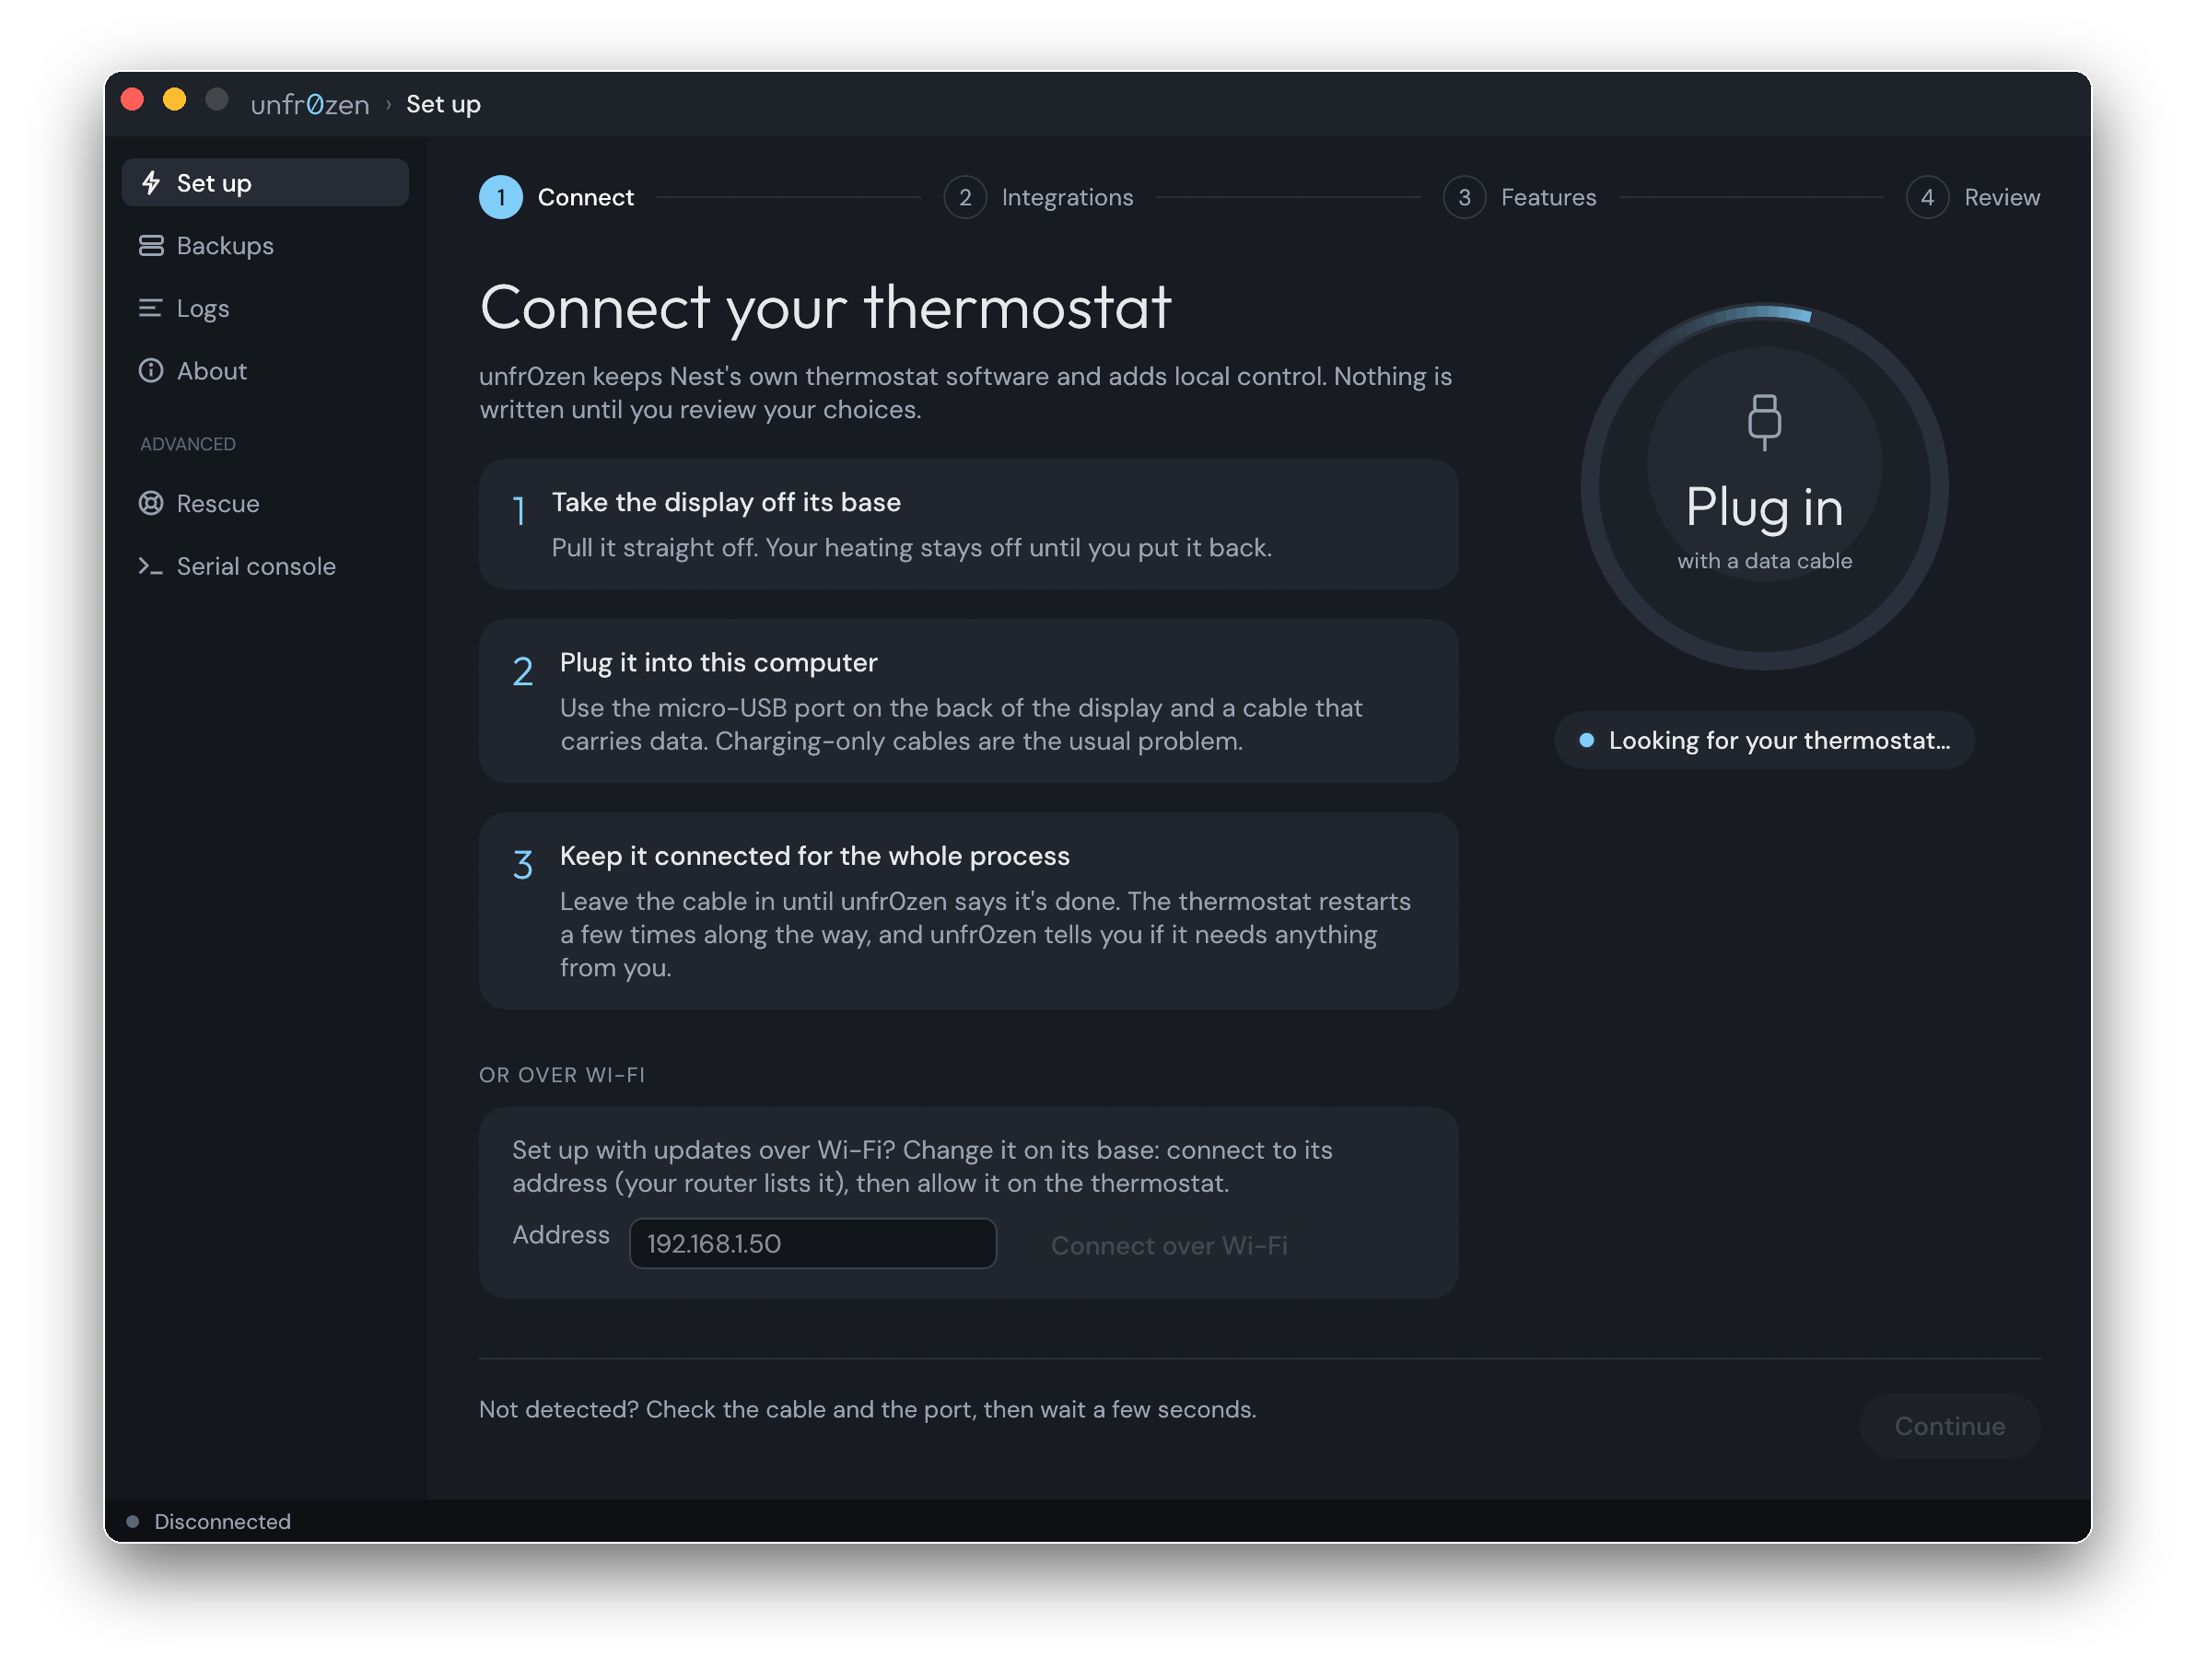 unfr0zen › Set up
Set up
Backups
Logs
About
ADVANCED
Rescue
Serial console
1 Connect
2 Integrations
3 Features
4 Review
Connect your thermostat
unfr0zen keeps Nest's own thermostat software and adds local control. Nothing is
written until you review your choices.
1 Take the display off its base
Pull it straight off. Your heating stays off until you put it back.
2 Plug it into this computer
Use the micro-USB port on the back of the display and a cable that
carries data. Charging-only cables are the usual problem.
3 Keep it connected for the whole process
Leave the cable in until unfr0zen says it's done. The thermostat restarts
a few times along the way, and unfr0zen tells you if it needs anything
from you.
Plug in
with a data cable
Looking for your thermostat...
OR OVER WI-FI
Set up with updates over Wi-Fi? Change it on its base: connect to its
address (your router lists it), then allow it on the thermostat.
Address 192.168.1.50 Connect over Wi-Fi
Not detected? Check the cable and the port, then wait a few seconds.
Continue
Disconnected